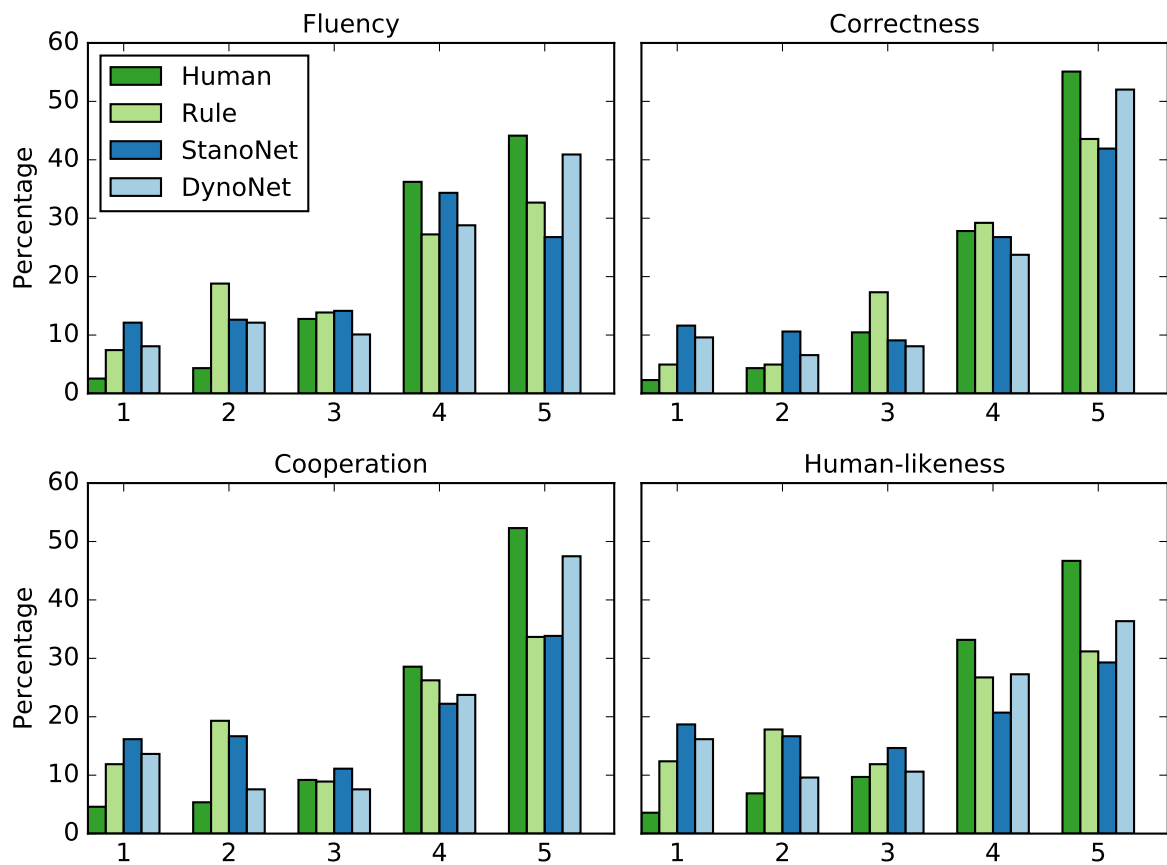 Fluency
Correctness
60
50
40
30
20
10
0
Percentage
Human
Rule
StanoNet
DynoNet
1 2 3 4 5
1 2 3 4 5
Cooperation
Human-likeness
60
50
40
30
20
10
0
Percentage
1 2 3 4 5
1 2 3 4 5